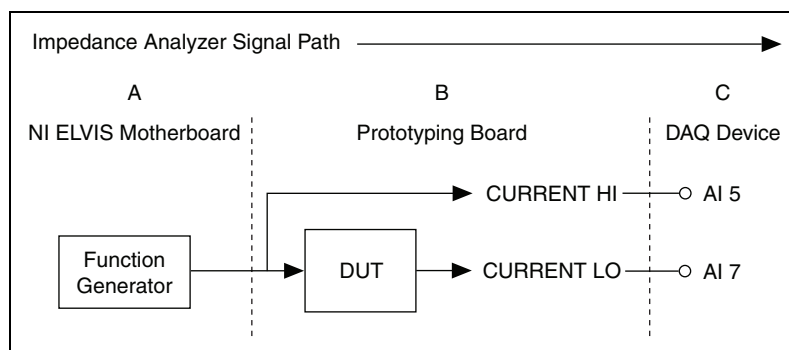 Impedance Analyzer Signal Path
A
B
C
NI ELVIS Motherboard
Prototyping Board
DAQ Device
CURRENT HI
AI 5
Function
Generator
DUT
CURRENT LO
AI 7